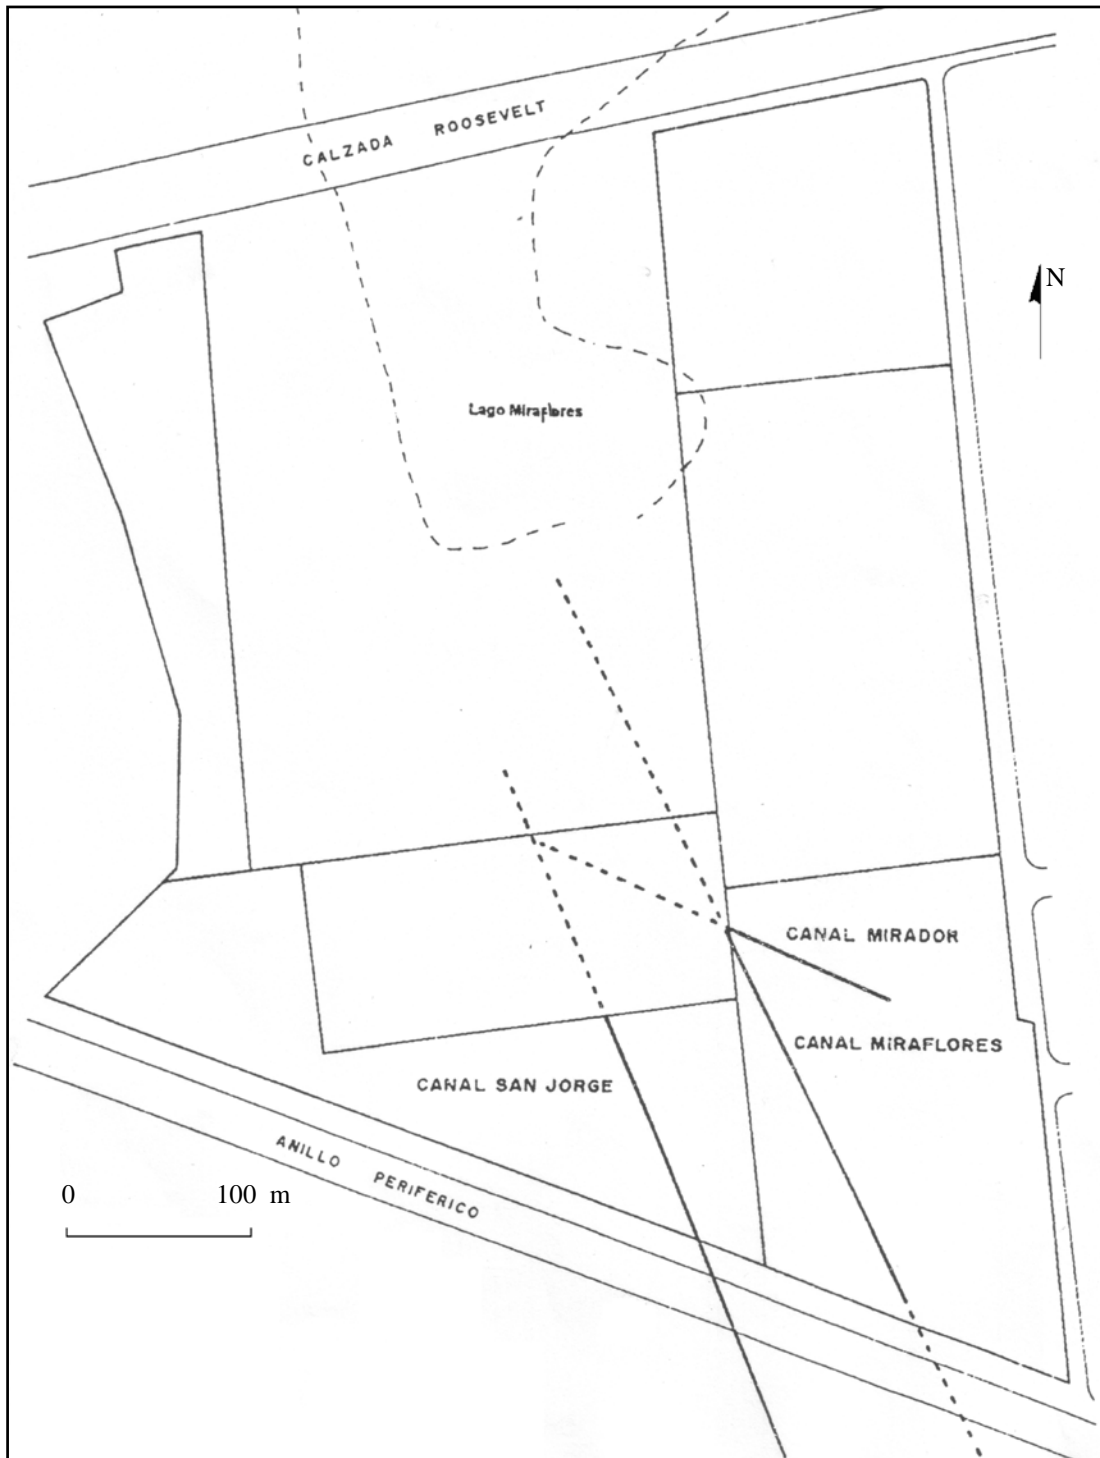 CALZADA ROOSEVELT
N
Lago Miraflores
CANAL MIRADOR
CANAL MIRAFLORES
CANAL SAN JORGE
ANILLO PERIFERICO
0 100 m